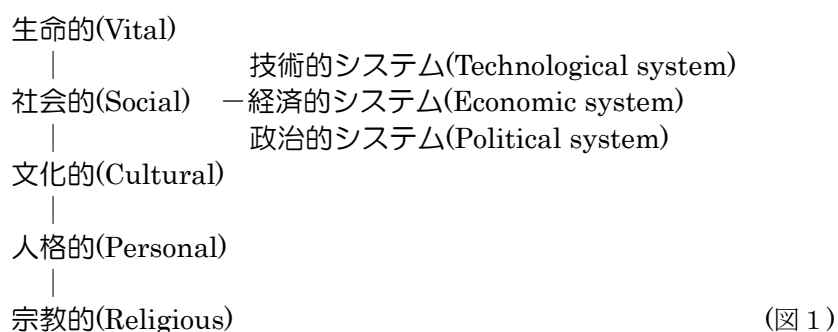 生命的(Vital)
技術的システム(Technological system)
社会的(Social) －経済的システム(Economic system)
政治的システム(Political system)
文化的(Cultural)
人格的(Personal)
宗教的(Religious) (図１)